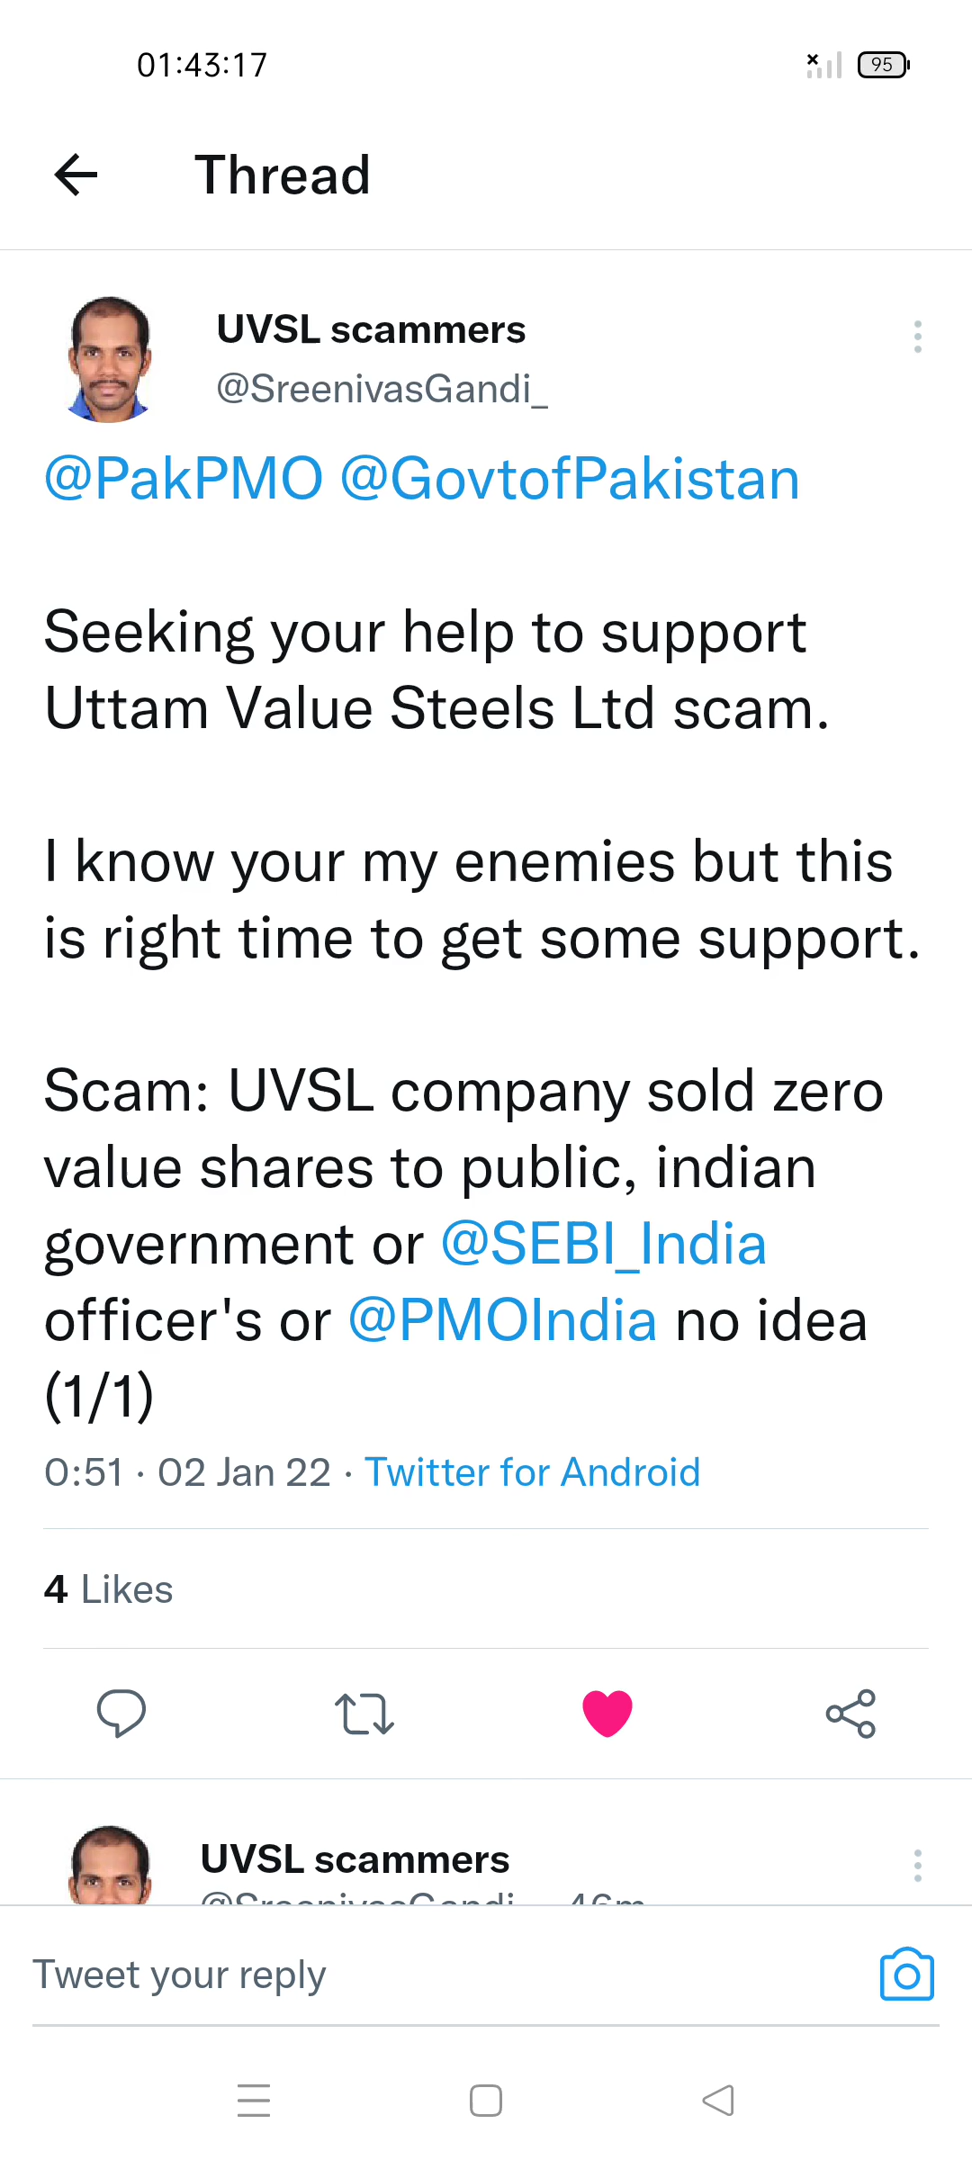 01:43:17
95
Thread
UVSL scammers
@SreenivasGandi_
@PakPMO @GovtofPakistan
Seeking your help to support
Uttam Value Steels Ltd scam.
I know your my enemies but this
is right time to get some support.
Scam: UVSL company sold zero
value shares to public, indian
government or @SEBI_India
officer's or @PMOIndia no idea
(1/1)
0:51 · 02 Jan 22 · Twitter for Android
4 Likes
UVSL scammers
@SreenivasGandi_ · 46m
Tweet your reply